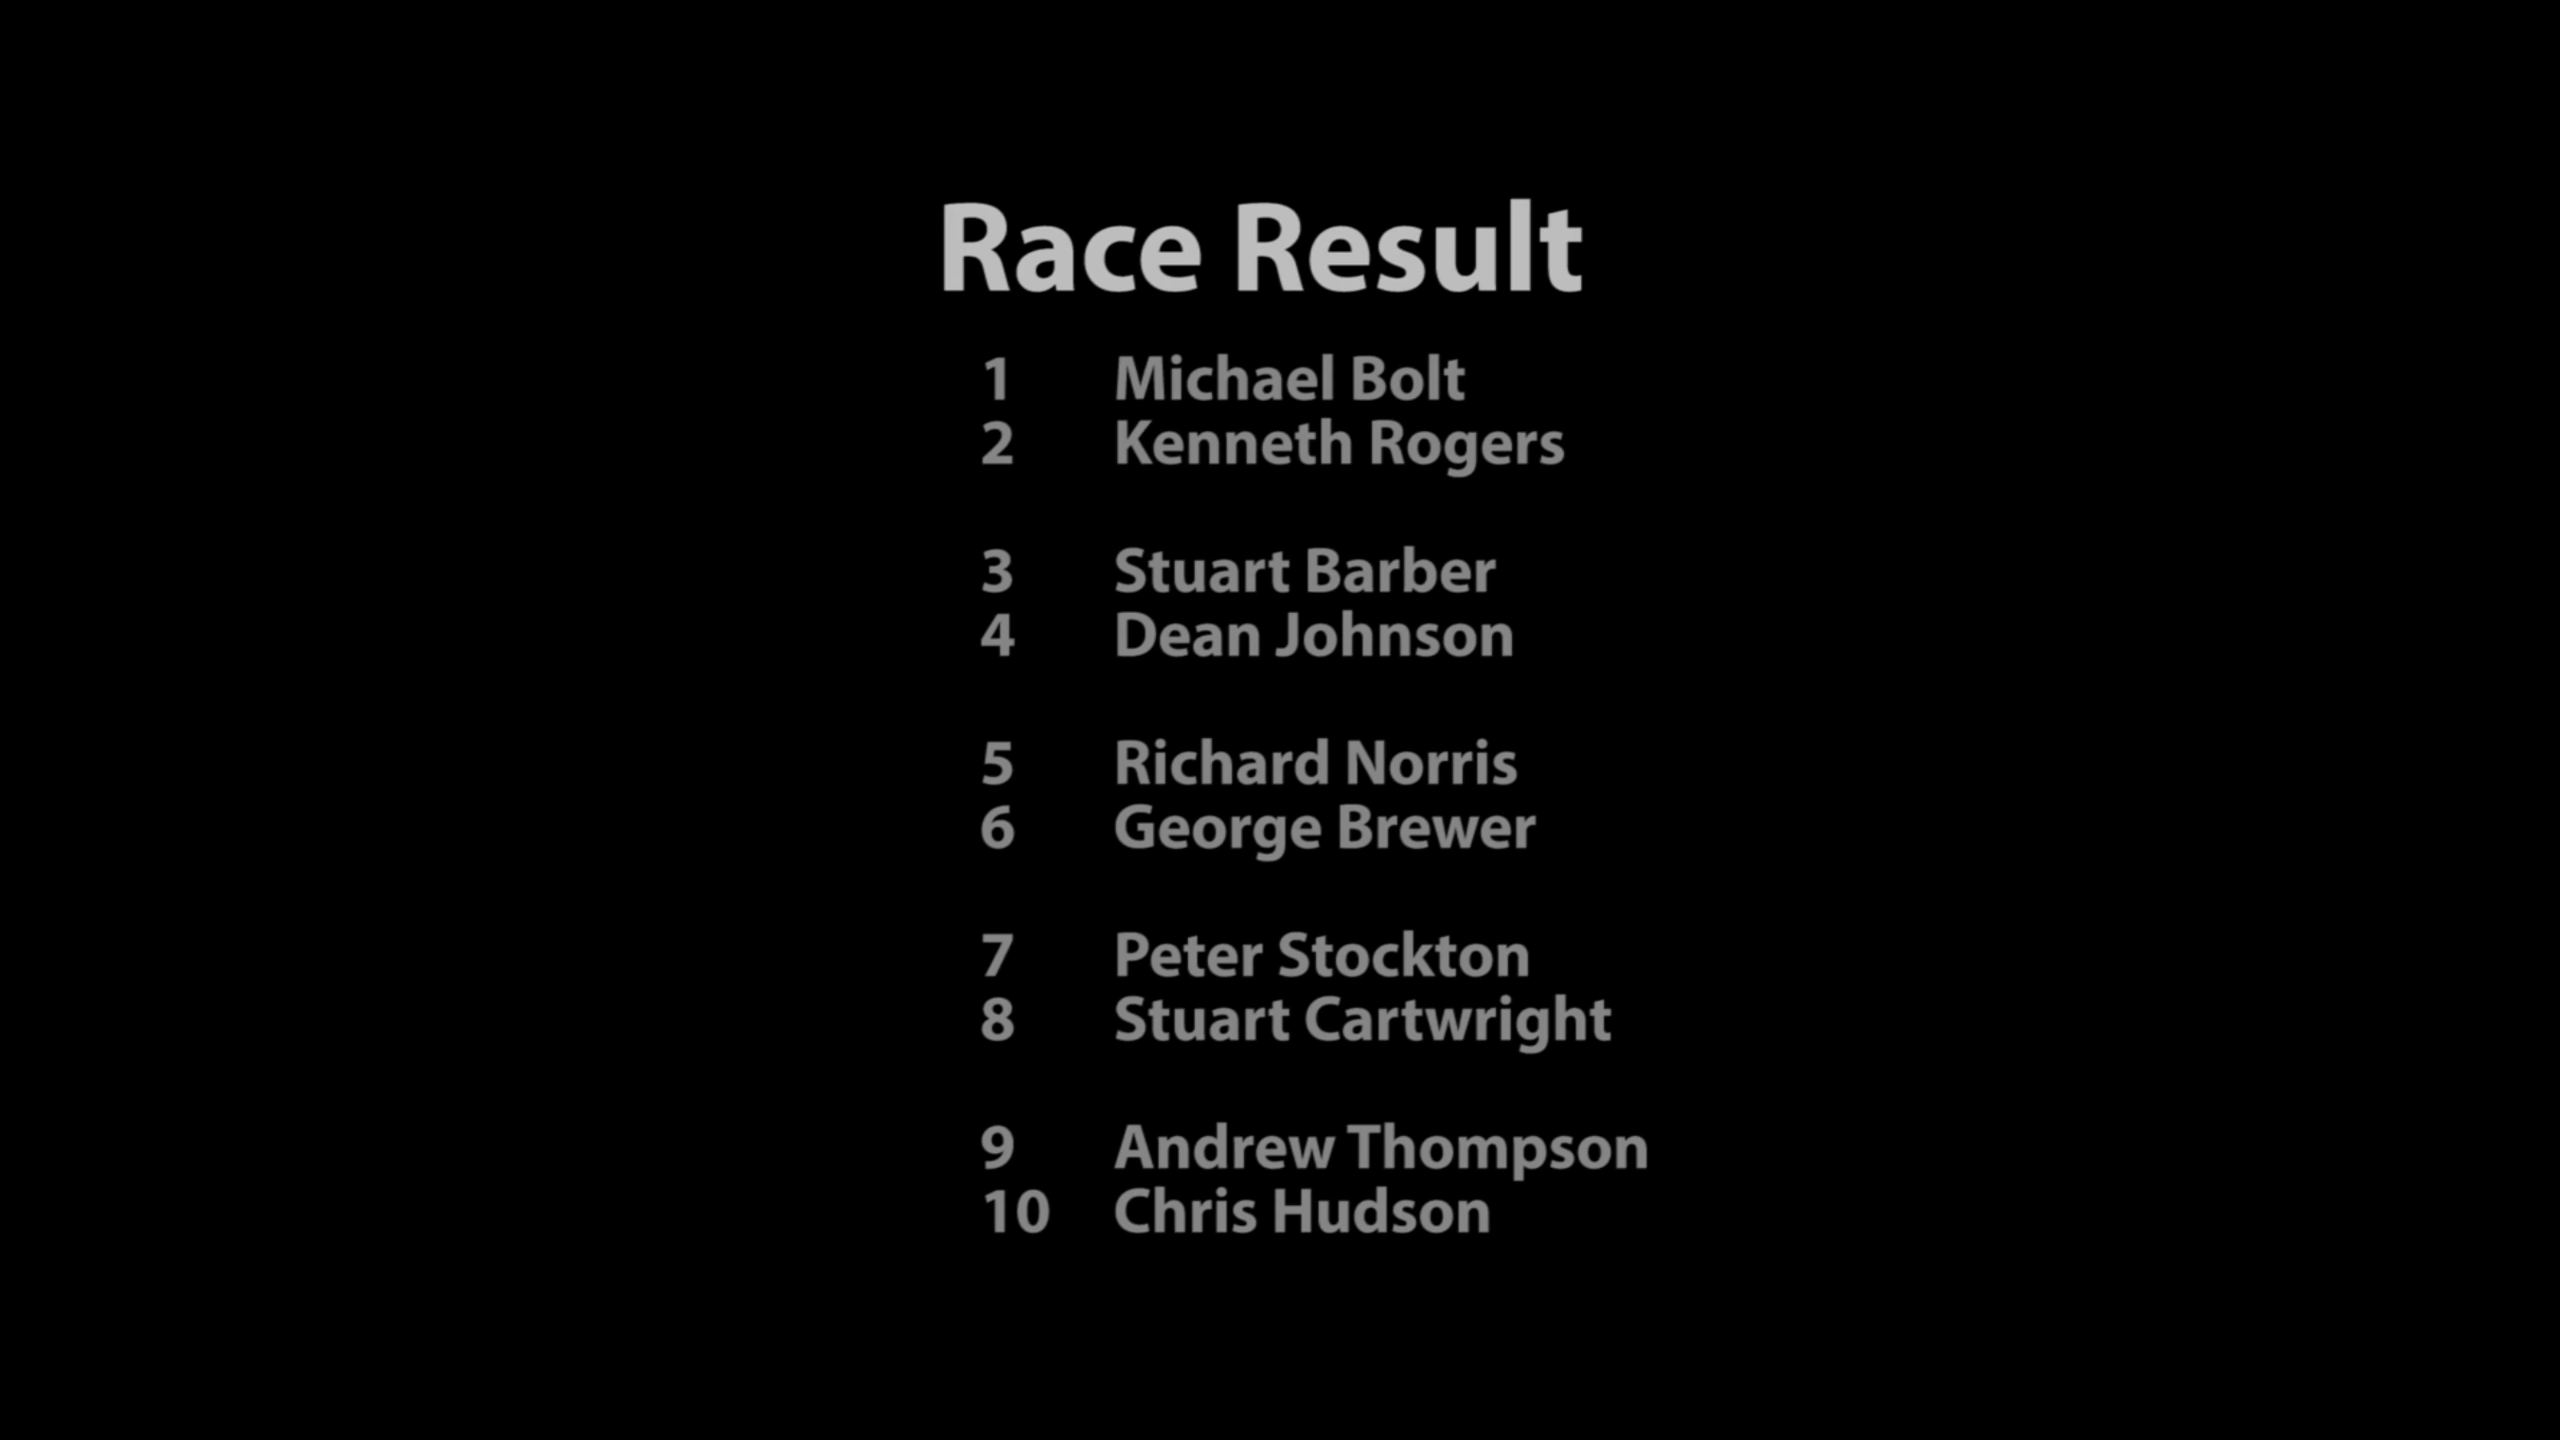 Race Result
1 Michael Bolt
2 Kenneth Rogers
3 Stuart Barber
4 Dean Johnson
5 Richard Norris
6 George Brewer
7 Peter Stockton
8 Stuart Cartwright
9 Andrew Thompson
10 Chris Hudson